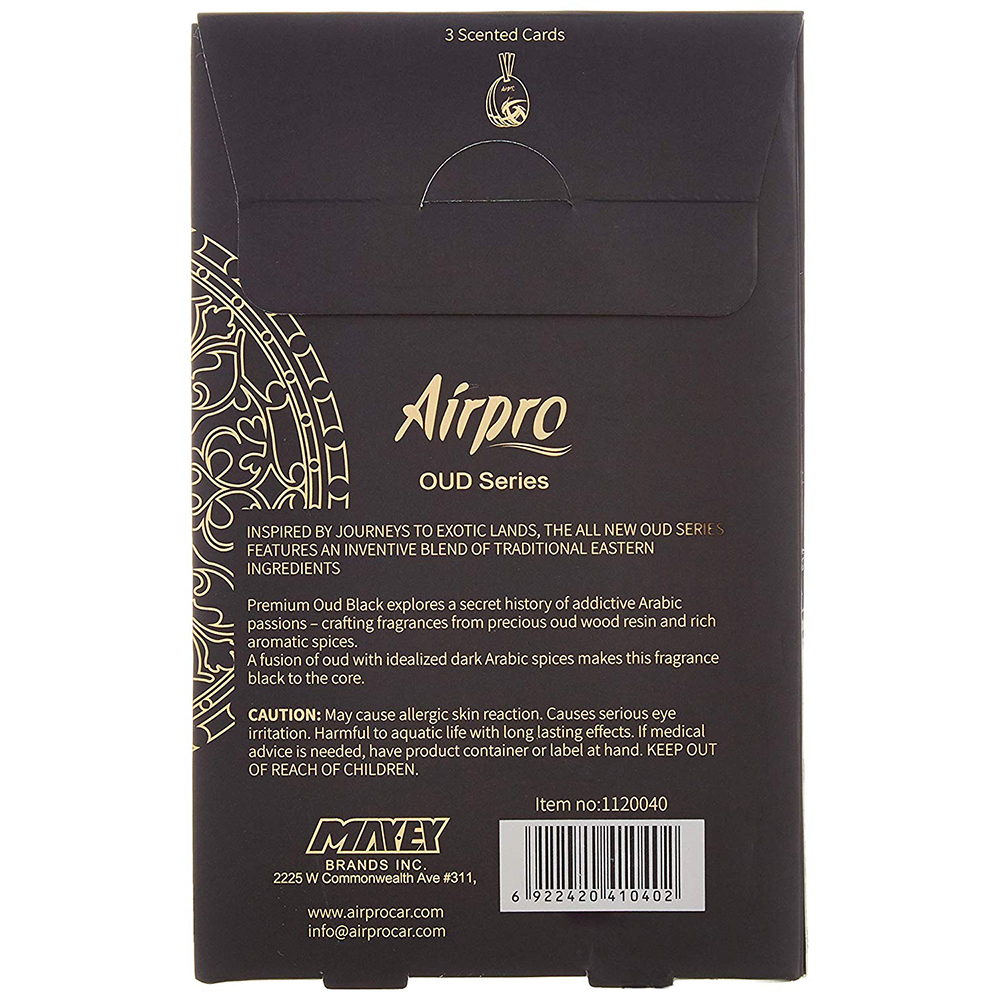 3 Scented Cards
Airpro
Airpro
OUD Series
INSPIRED BY JOURNEYS TO EXOTIC LANDS, THE ALL NEW OUD SERIES
FEATURES AN INVENTIVE BLEND OF TRADITIONAL EASTERN
INGREDIENTS
Premium Oud Black explores a secret history of addictive Arabic
passions – crafting fragrances from precious oud wood resin and rich
aromatic spices.
A fusion of oud with idealized dark Arabic spices makes this fragrance
black to the core.
CAUTION: May cause allergic skin reaction. Causes serious eye
irritation. Harmful to aquatic life with long lasting effects. If medical
advice is needed, have product container or label at hand. KEEP OUT
OF REACH OF CHILDREN.
Item no:1120040
MAYEY
BRANDS INC.
2225 W Commonwealth Ave #311,
6 922420 410402
www.airprocar.com
info@airprocar.com